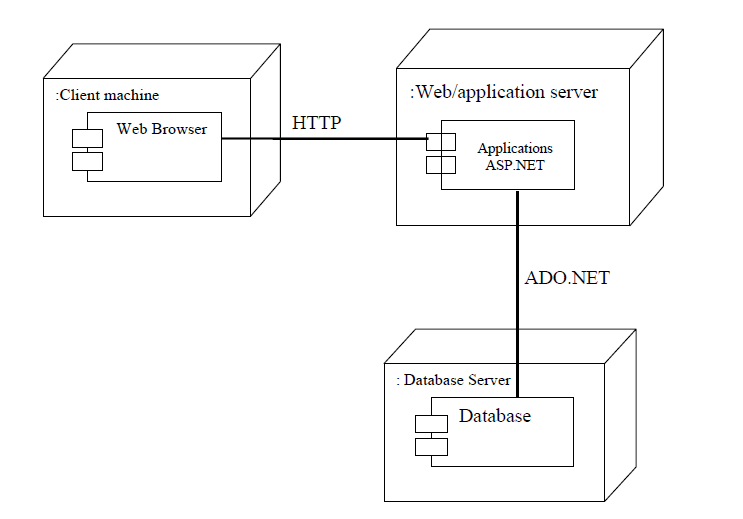 :Client machine
Web Browser
HTTP
:Web/application server
Applications
ASP.NET
ADO.NET
: Database Server
Database